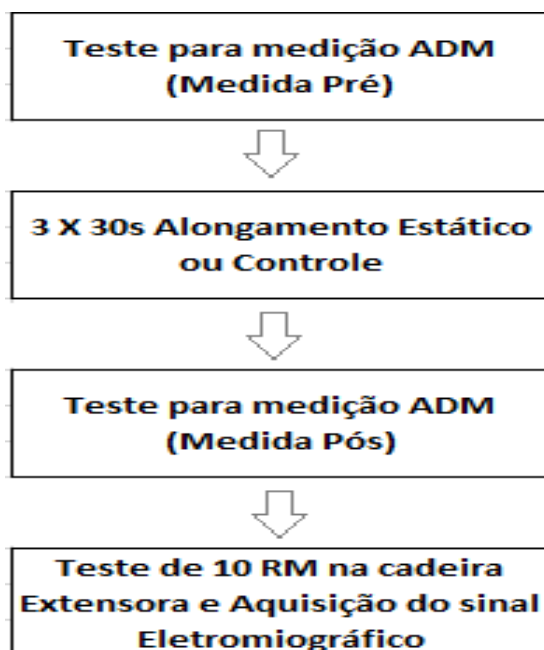 Teste para medição ADM
(Medida Pré)
3 X 30s Alongamento Estático
ou Controle
Teste para medição ADM
(Medida Pós)
Teste de 10 RM na cadeira
Extensora e Aquisição do sinal
Eletromiográfico